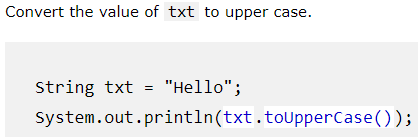 Convert the value of txt to upper case.
String txt = "Hello";
System.out.println(txt.toUpperCase());